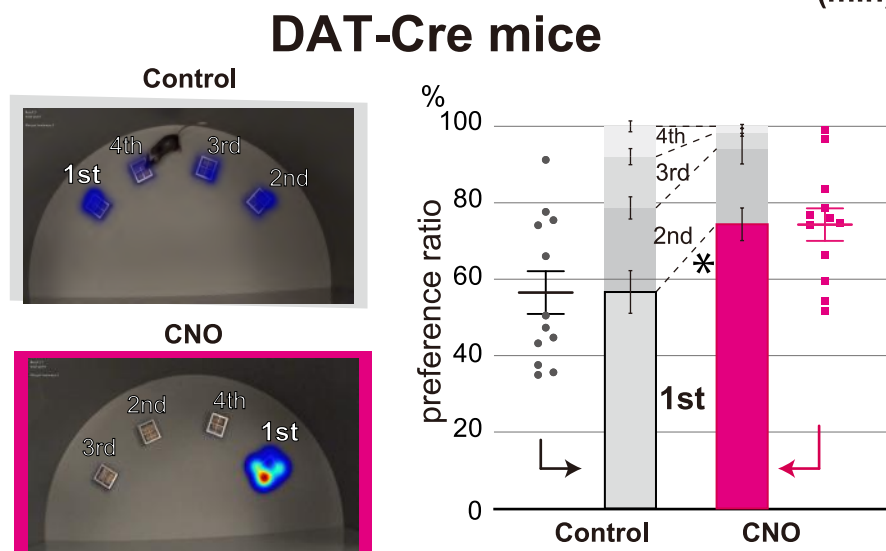 (min)
DAT-Cre mice
Control
4th
3rd
1st
2nd
CNO
2nd
4th
1st
3rd
%
100
80
60
40
20
0
preference ratio
4th
3rd
2nd
*
1st
Control
CNO